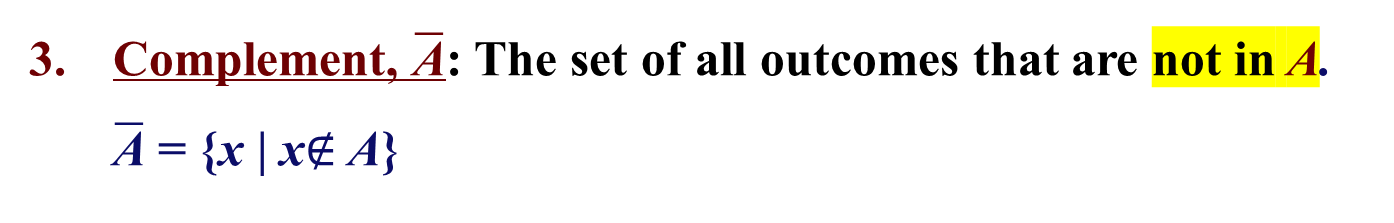 3. Complement, A̅: The set of all outcomes that are not in A.
A̅ = {x | x∉ A}